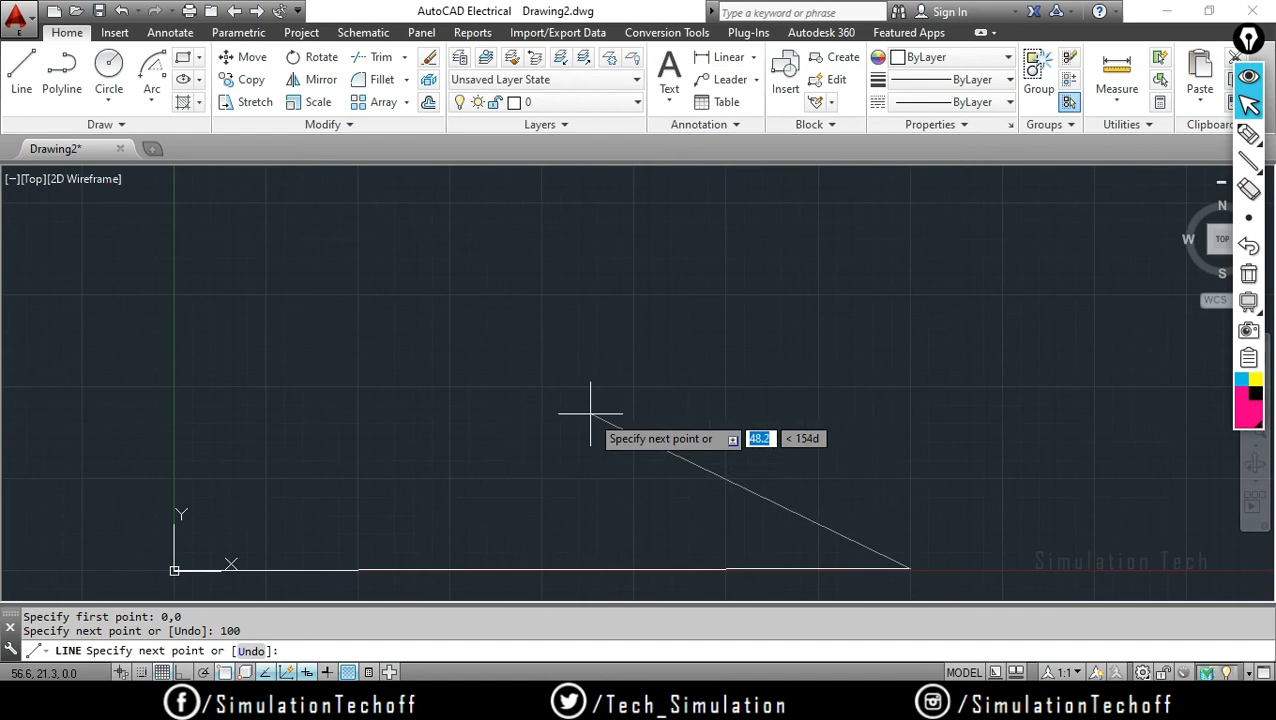 AutoCAD Electrical Drawing2.dwg
Type a keyword or phrase
Sign In
Home Insert Annotate Parametric Project Schematic Panel Reports Import/Export Data Conversion Tools Plug-Ins Autodesk 360 Featured Apps
Move Rotate Trim
Unsaved Layer State
Linear
Create
ByLayer
Line Polyline Circle Arc
Copy Mirror Fillet
Text
Leader
Insert
Edit
ByLayer
Group
Measure
Paste
Stretch Scale Array
0
Table
ByLayer
Draw Modify Layers Annotation Block Properties Groups Utilities Clipboard
Drawing2*
[–][Top][2D Wireframe]
N
W
TOP
S
WCS
Specify next point or 48.2 < 154d
Y
X
Simulation Tech
Specify first point: 0,0
Specify next point or [Undo]: 100
LINE Specify next point or [Undo]:
56.6, 21.3, 0.0
MODEL
1:1
/SimulationTechoff
/Tech_Simulation
/SimulationTechoff